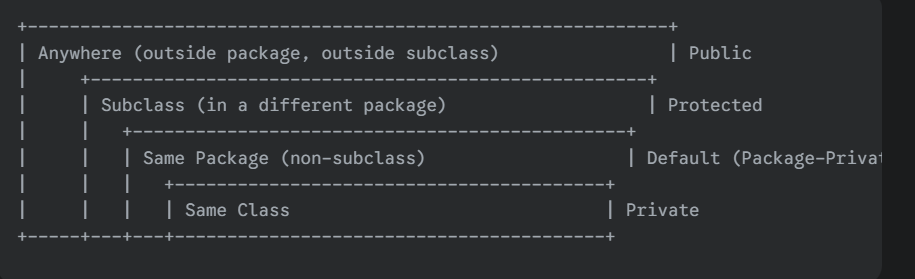 +-------------------------------------------------------------+
| Anywhere (outside package, outside subclass)                | Public
|     +-----------------------------------------------------+
|     | Subclass (in a different package)                   | Protected
|     |   +-----------------------------------------------+
|     |   | Same Package (non-subclass)                   | Default (Package-Privat
|     |   |   +-----------------------------------------+
|     |   |   | Same Class                              | Private
+-----+---+---+-----------------------------------------+